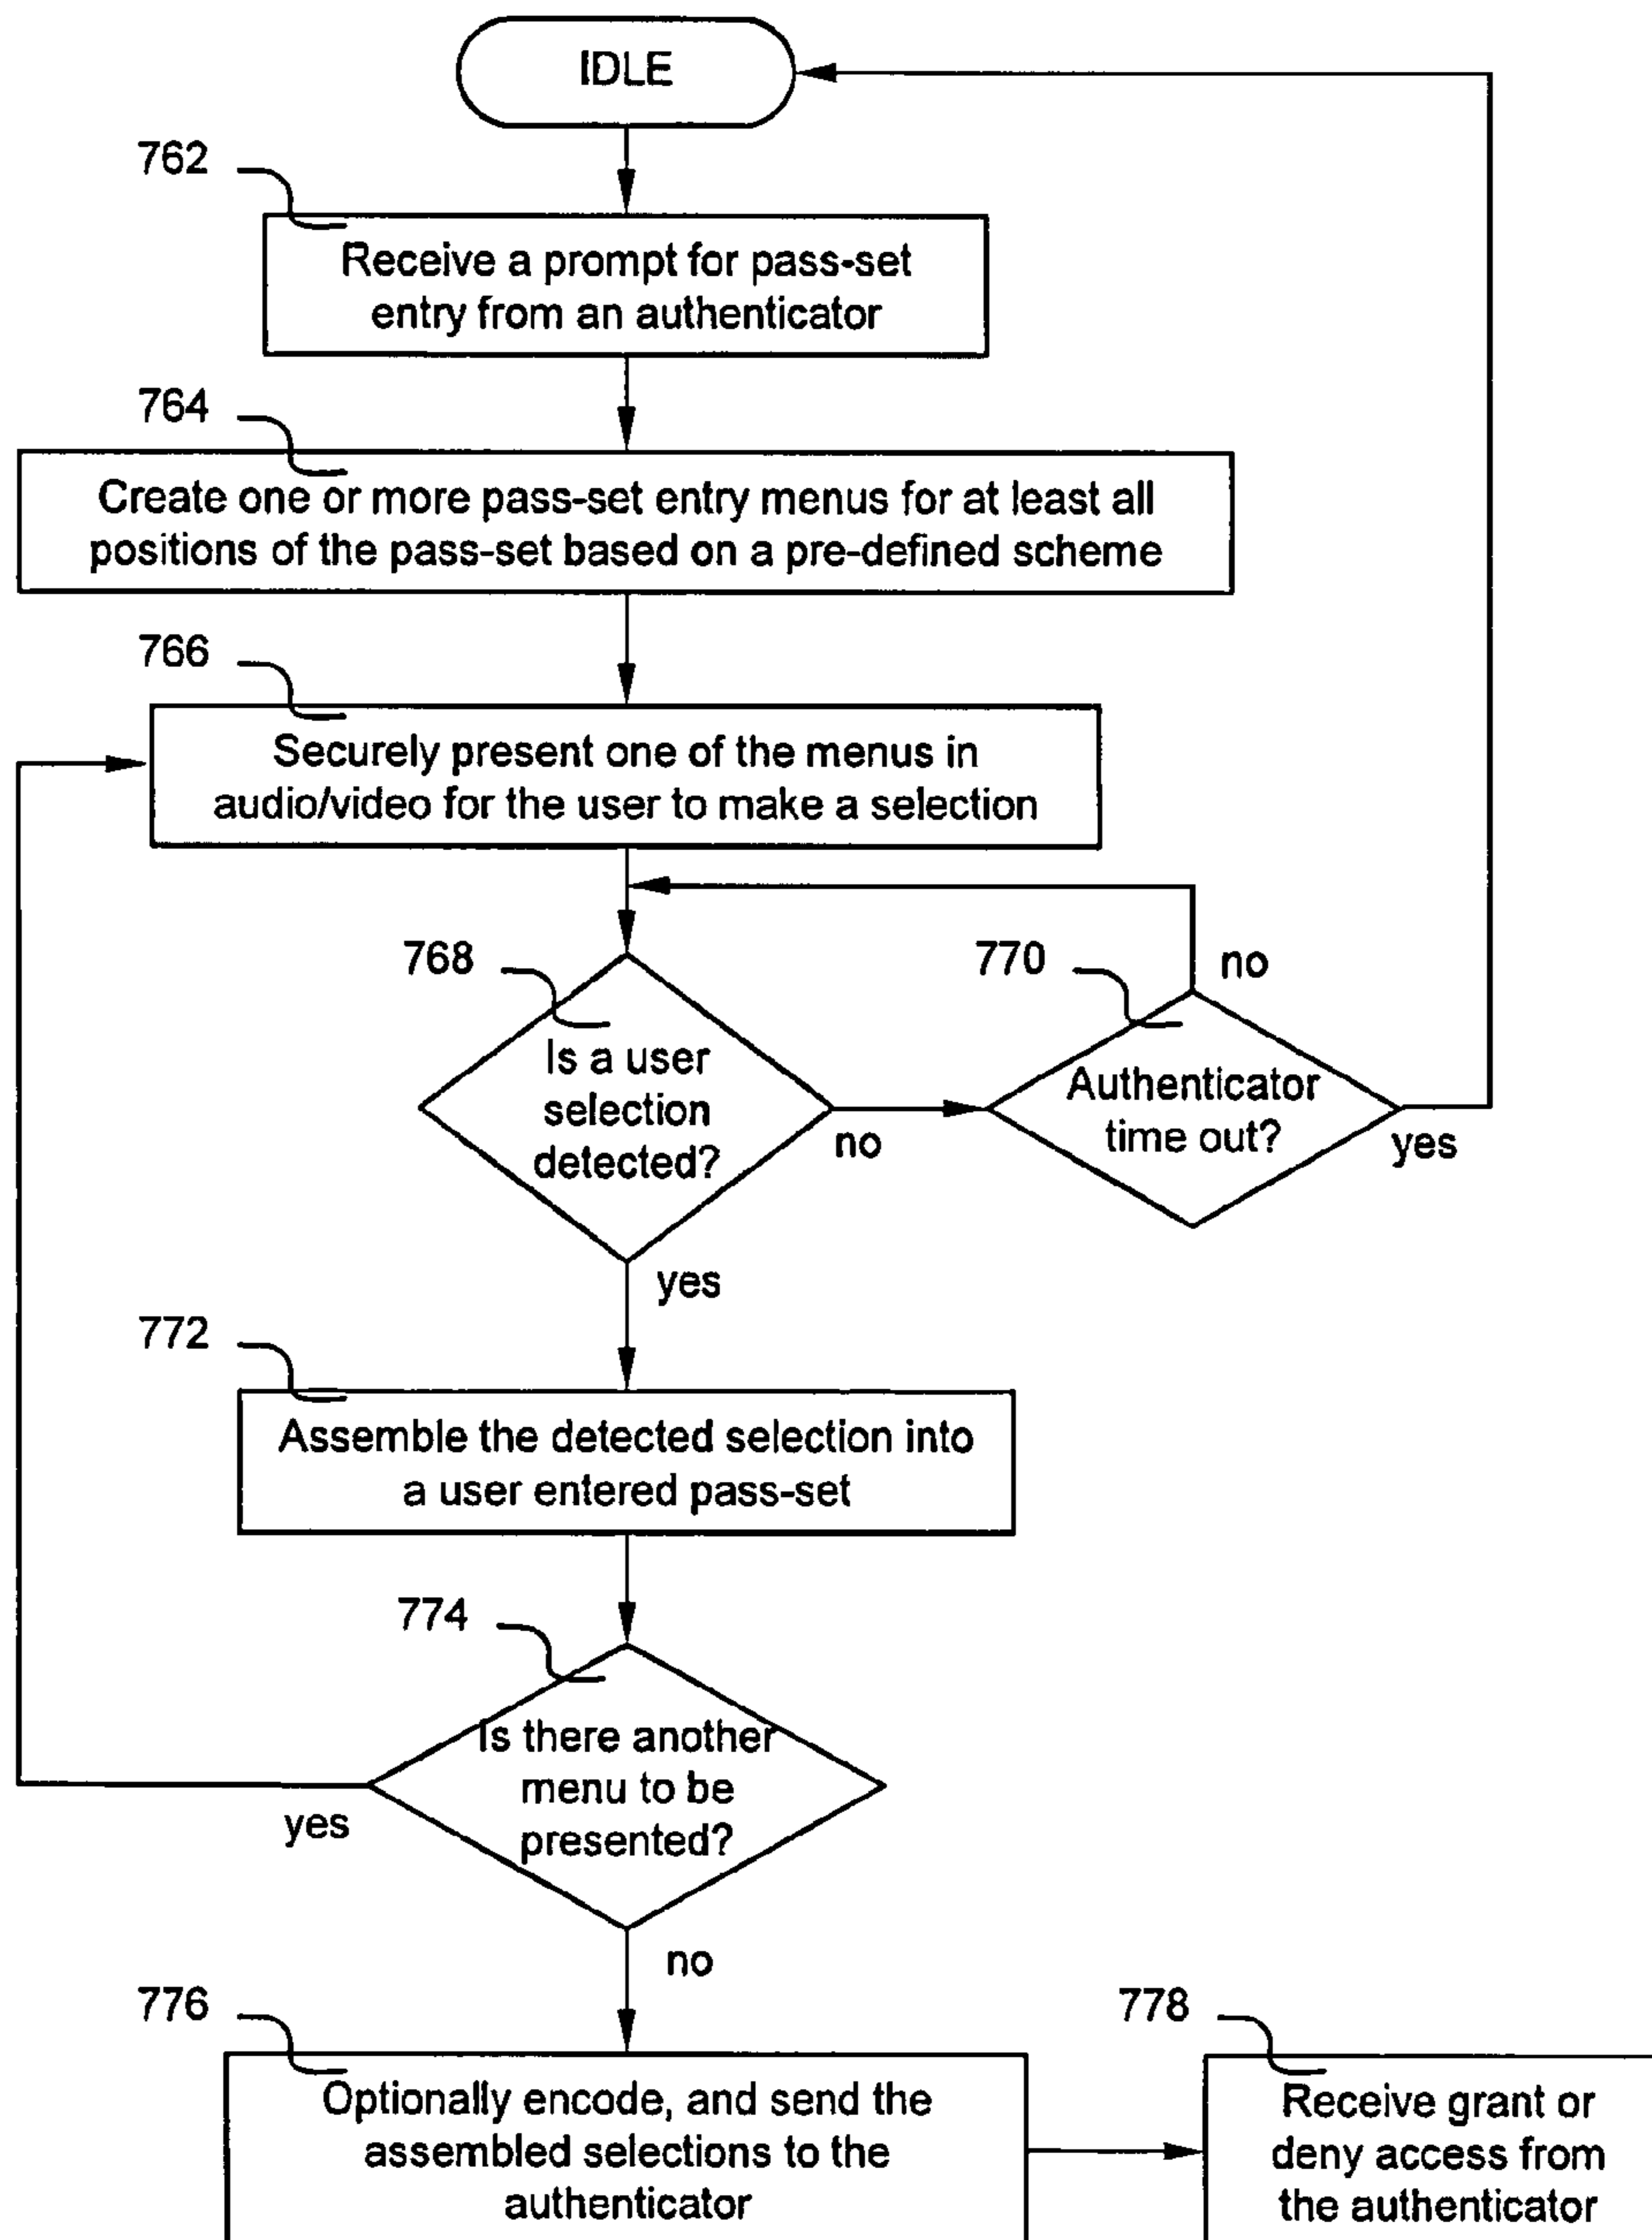 IDLE
762
Receive a prompt for pass-set
entry from an authenticator
764
Create one or more pass-set entry menus for at least all
positions of the pass-set based on a pre-defined scheme
766
Securely present one of the menus in
audio/video for the user to make a selection
768
Is a user
selection
detected?
no
yes
770
no
Authenticator
time out?
yes
772
Assemble the detected selection into
a user entered pass-set
774
Is there another
menu to be
presented?
yes
no
776
Optionally encode, and send the
assembled selections to the
authenticator
778
Receive grant or
deny access from
the authenticator